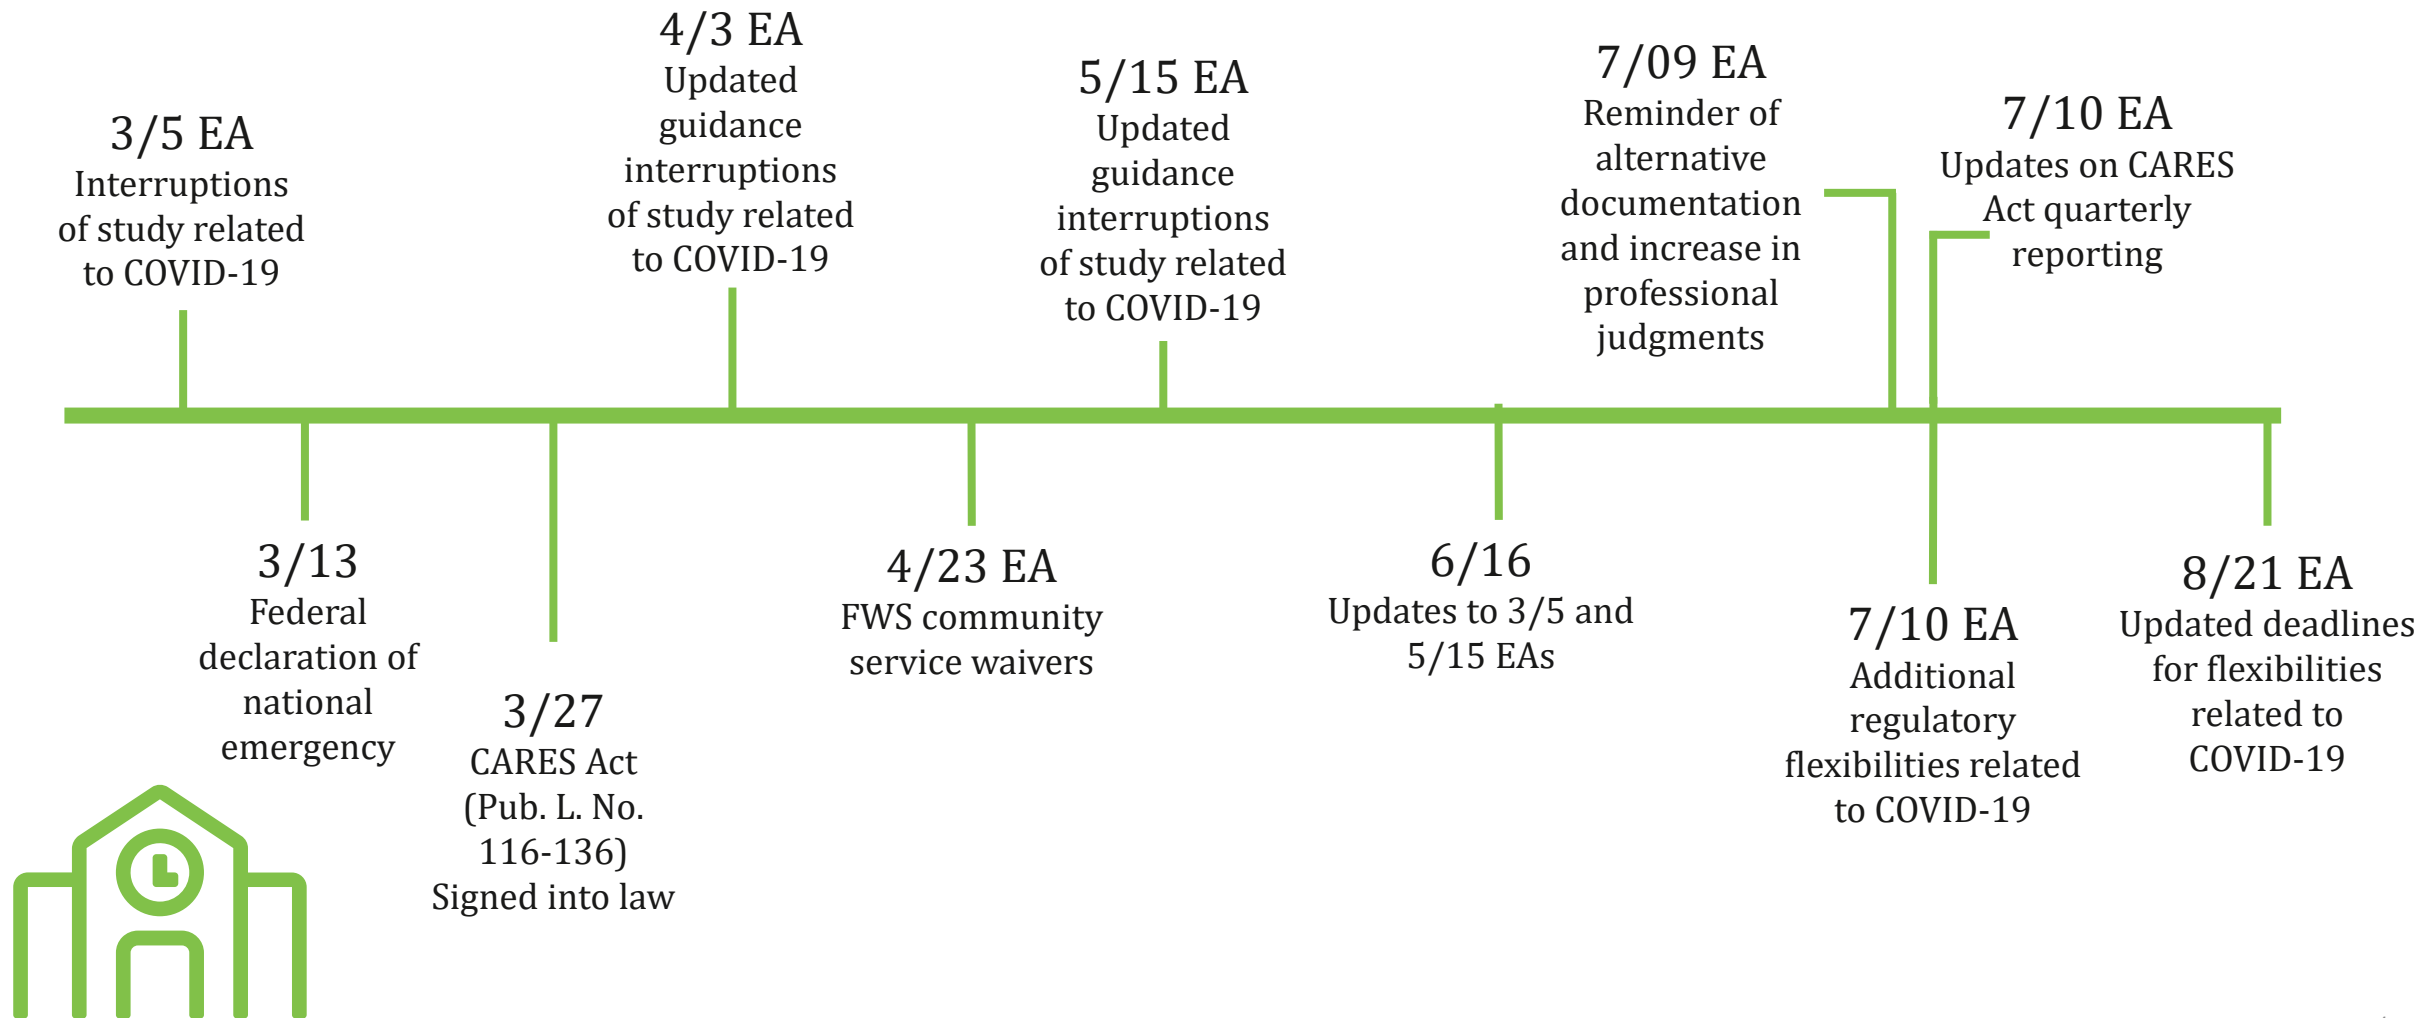 3/5 EA
Interruptions
of study related
to COVID-19
3/13
Federal
declaration of
national
emergency
3/27
CARES Act
(Pub. L. No.
116-136)
Signed into law
4/3 EA
Updated
guidance
interruptions
of study related
to COVID-19
4/23 EA
FWS community
service waivers
5/15 EA
Updated
guidance
interruptions
of study related
to COVID-19
6/16
Updates to 3/5 and
5/15 EAs
7/09 EA
Reminder of
alternative
documentation
and increase in
professional
judgments
7/10 EA
Updates on CARES
Act quarterly
reporting
7/10 EA
Additional
regulatory
flexibilities related
to COVID-19
8/21 EA
Updated deadlines
for flexibilities
related to
COVID-19